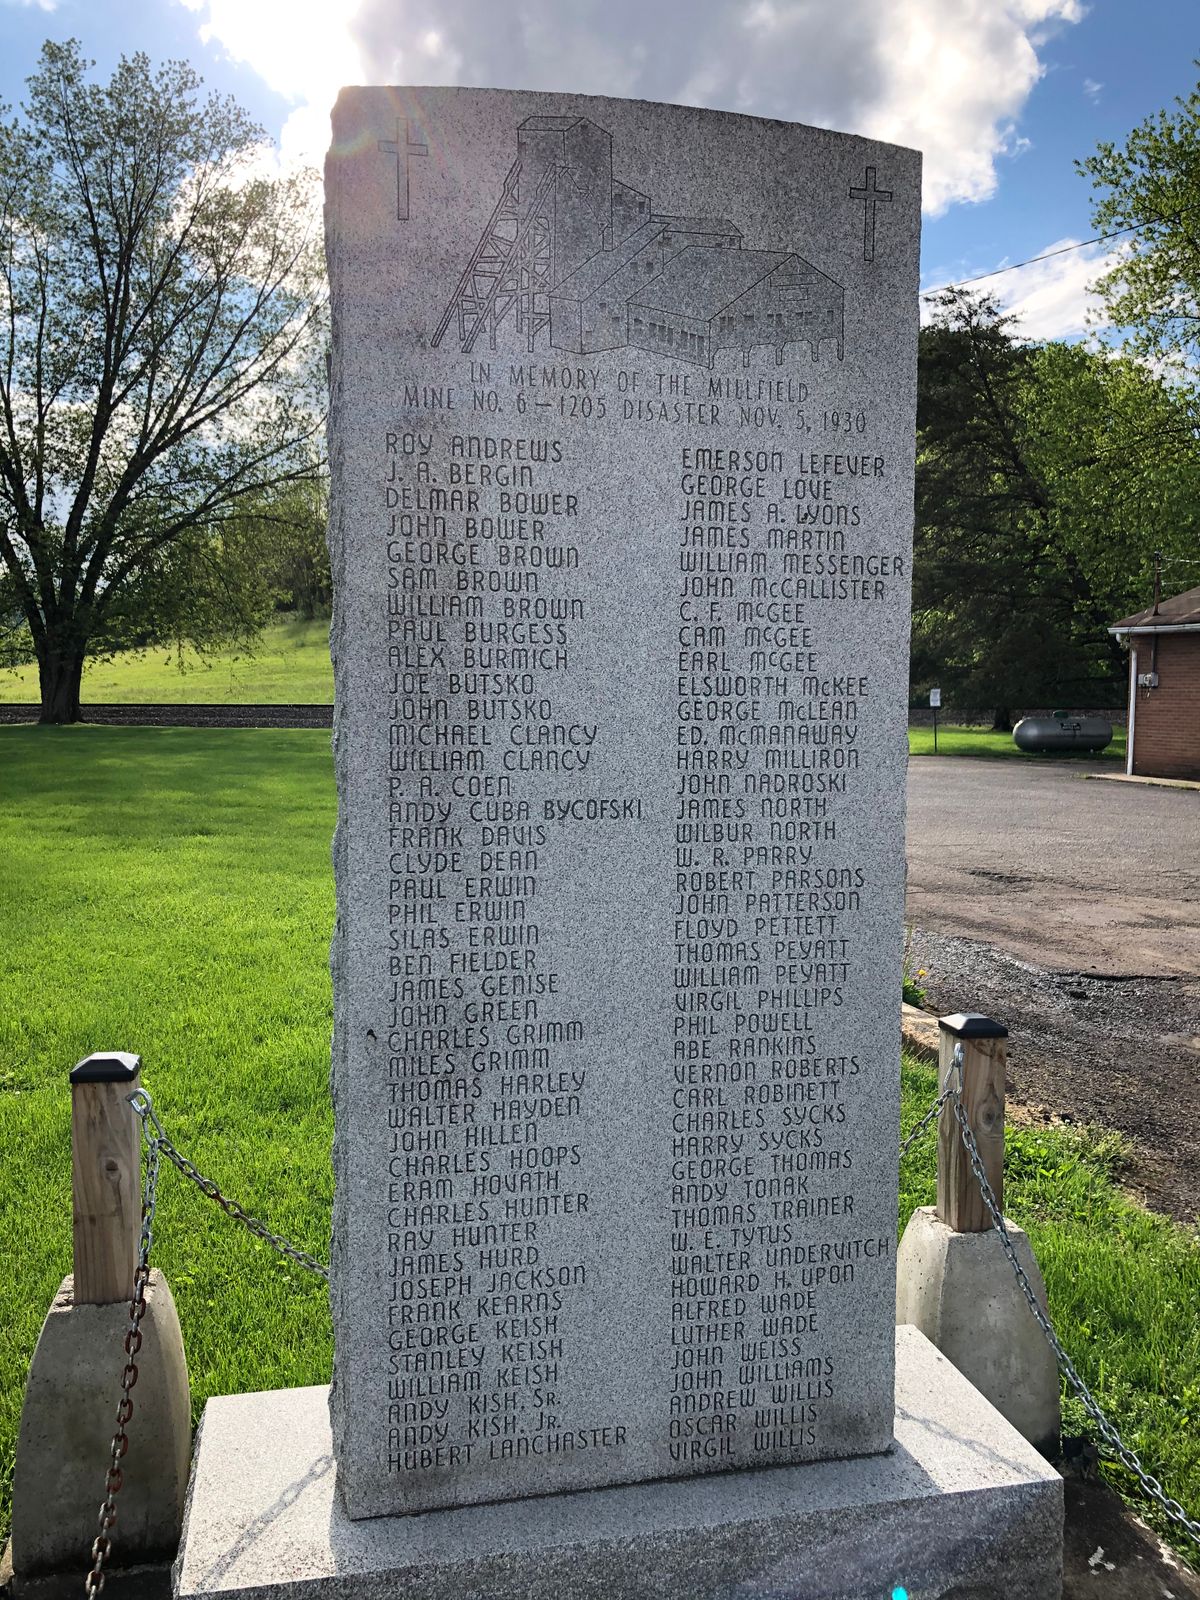 IN MEMORY OF THE MILLFIELD
MINE NO. 6-1205 DISASTER NOV. 5, 1930
ROY ANDREWS
J. A. BERGIN
DELMAR BOWER
JOHN BOWER
GEORGE BROWN
SAM BROWN
WILLIAM BROWN
PAUL BURGESS
ALEX BURMICH
JOE BUTSKO
JOHN BUTSKO
MICHAEL CLANCY
WILLIAM CLANCY
P. A. COEN
ANDY CUBA BYCOFSKI
FRANK DAVIS
CLYDE DEAN
PAUL ERWIN
PHIL ERWIN
SILAS ERWIN
BEN FIELDER
JAMES GENISE
JOHN GREEN
CHARLES GRIMM
MILES GRIMM
THOMAS HARLEY
WALTER HAYDEN
JOHN HILLEN
CHARLES HOOPS
ERAM HOVATH
CHARLES HUNTER
RAY HUNTER
JAMES HURD
JOSEPH JACKSON
FRANK KEARNS
GEORGE KEISH
STANLEY KEISH
WILLIAM KEISH
ANDY KISH, SR.
ANDY KISH, JR.
HUBERT LANCHASTER
EMERSON LEFEVER
GEORGE LOVE
JAMES A. LYONS
JAMES MARTIN
WILLIAM MESSENGER
JOHN McCALLISTER
C. F. McGEE
CAM McGEE
EARL McGEE
ELSWORTH McKEE
GEORGE McLEAN
ED. McMANAWAY
HARRY MILLIRON
JOHN NADROSKI
JAMES NORTH
WILBUR NORTH
W. R. PARRY
ROBERT PARSONS
JOHN PATTERSON
FLOYD PETTETT
THOMAS PEYATT
WILLIAM PEYATT
VIRGIL PHILLIPS
PHIL POWELL
ABE RANKINS
VERNON ROBERTS
CARL ROBINETT
CHARLES SYCKS
HARRY SYCKS
GEORGE THOMAS
ANDY TONAK
THOMAS TRAINER
W. E. TYTUS
WALTER UNDERVITCH
HOWARD H. UPON
ALFRED WADE
LUTHER WADE
JOHN WEISS
JOHN WILLIAMS
ANDREW WILLIS
OSCAR WILLIS
VIRGIL WILLIS